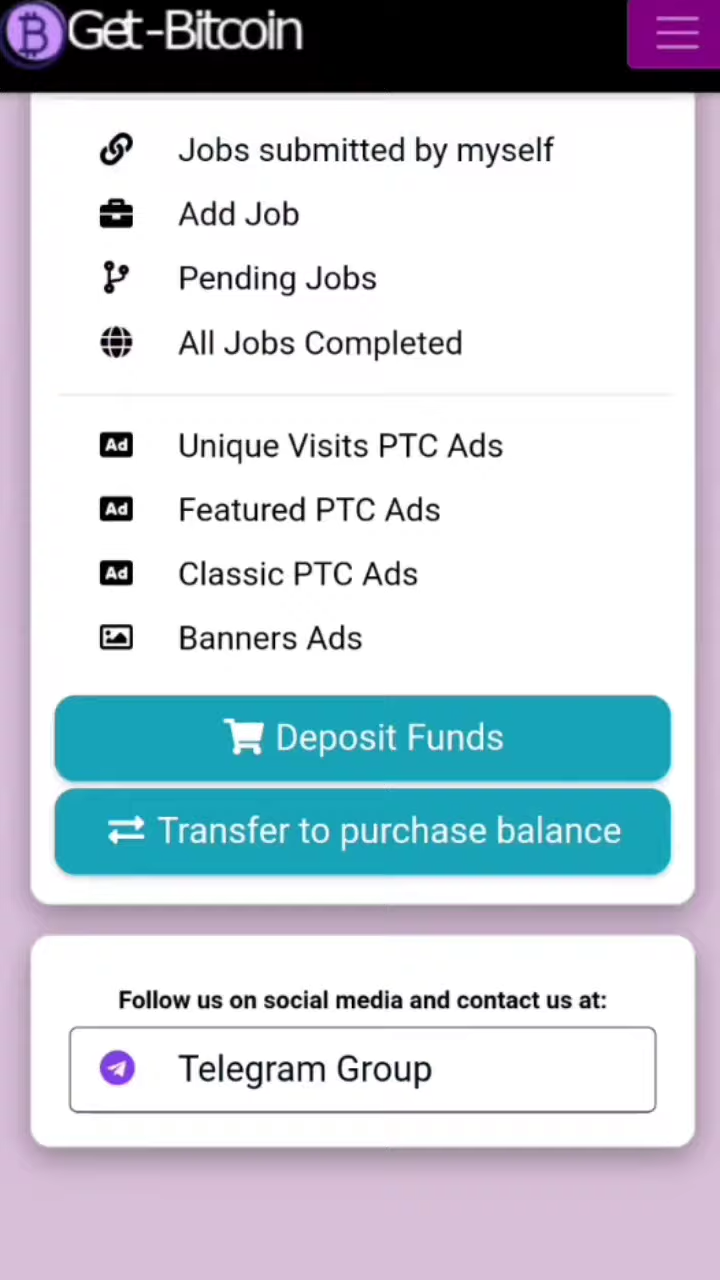 Get-Bitcoin
Jobs submitted by myself
Add Job
Pending Jobs
All Jobs Completed
Ad Unique Visits PTC Ads
Ad Featured PTC Ads
Ad Classic PTC Ads
Banners Ads
Deposit Funds
Transfer to purchase balance
Follow us on social media and contact us at:
Telegram Group